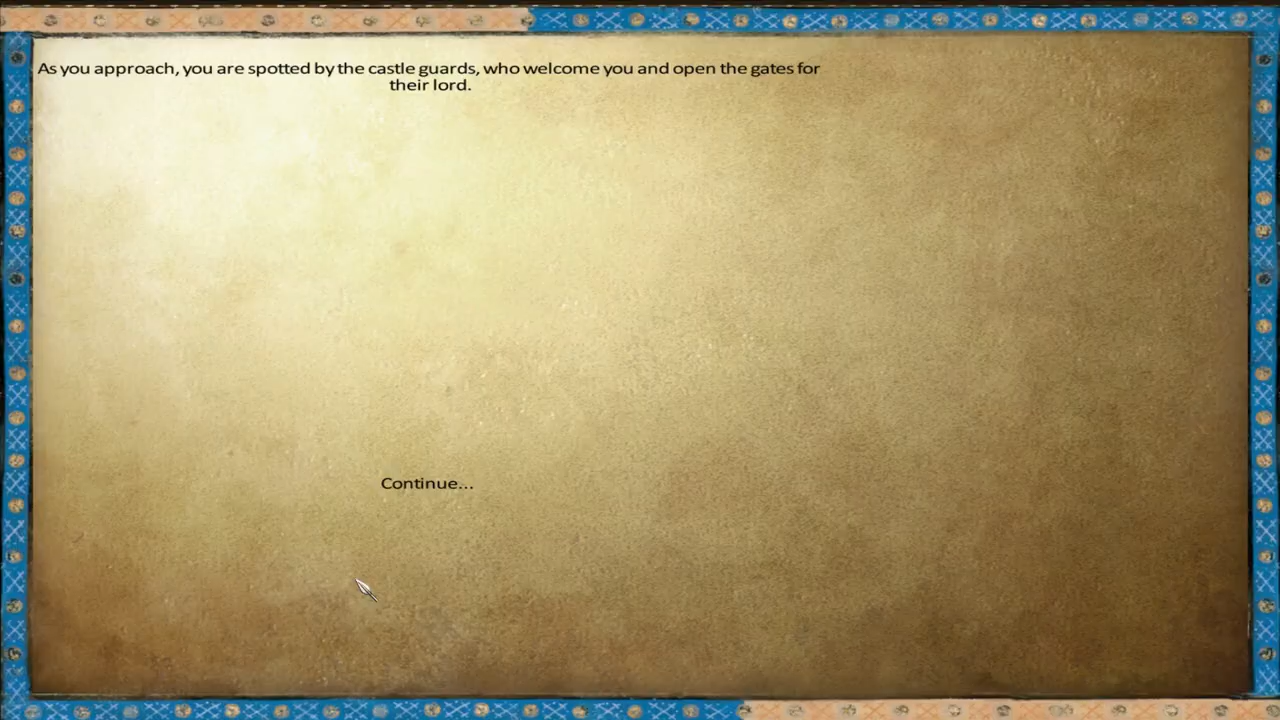 As you approach, you are spotted by the castle guards, who welcome you and open the gates for
their lord.
Continue...